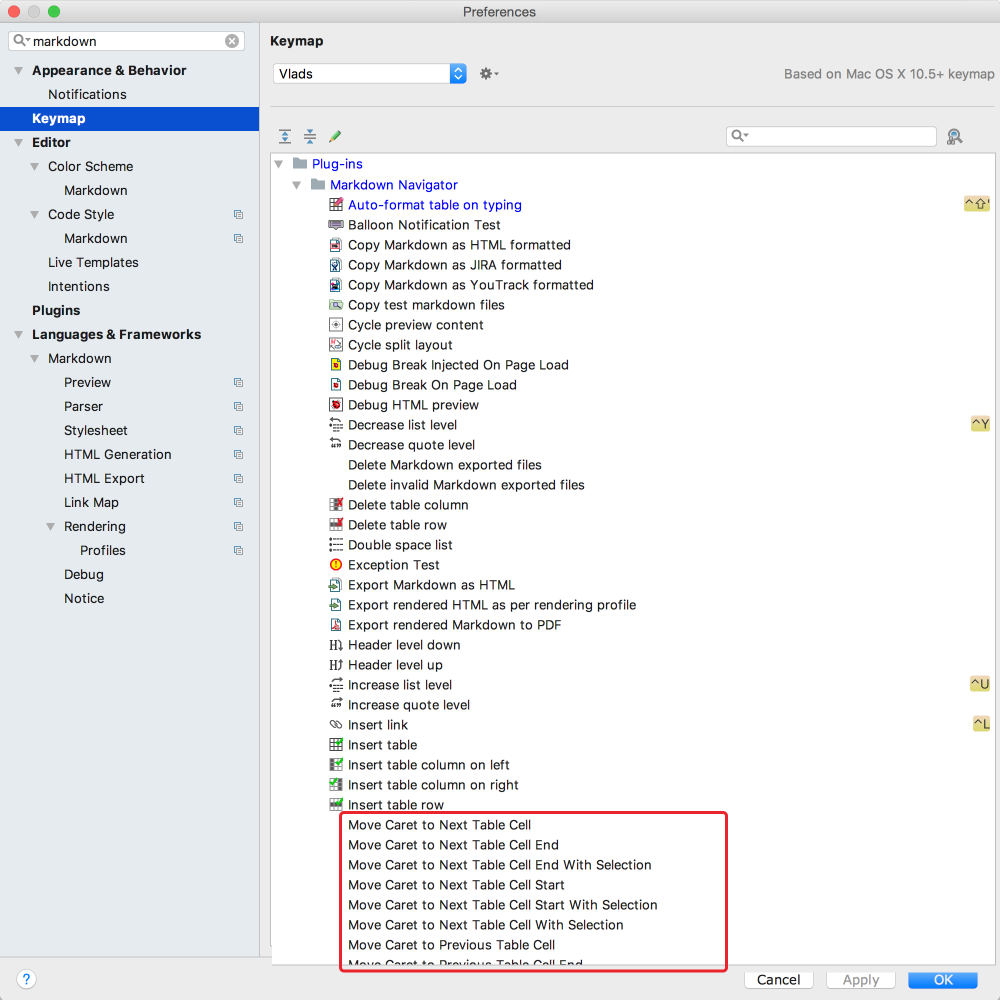 Preferences
markdown
Appearance & Behavior
Notifications
Keymap
Editor
Color Scheme
Markdown
Code Style
Markdown
Live Templates
Intentions
Plugins
Languages & Frameworks
Markdown
Preview
Parser
Stylesheet
HTML Generation
HTML Export
Link Map
Rendering
Profiles
Debug
Notice
?
Keymap
Vlads
Based on Mac OS X 10.5+ keymap
Plug-ins
Markdown Navigator
Auto-format table on typing ^⇧'
Balloon Notification Test
Copy Markdown as HTML formatted
Copy Markdown as JIRA formatted
Copy Markdown as YouTrack formatted
Copy test markdown files
Cycle preview content
Cycle split layout
Debug Break Injected On Page Load
Debug Break On Page Load
Debug HTML preview
Decrease list level ^Y
Decrease quote level
Delete Markdown exported files
Delete invalid Markdown exported files
Delete table column
Delete table row
Double space list
Exception Test
Export Markdown as HTML
Export rendered HTML as per rendering profile
Export rendered Markdown to PDF
Header level down
Header level up
Increase list level ^U
Increase quote level
Insert link ^L
Insert table
Insert table column on left
Insert table column on right
Insert table row
Move Caret to Next Table Cell
Move Caret to Next Table Cell End
Move Caret to Next Table Cell End With Selection
Move Caret to Next Table Cell Start
Move Caret to Next Table Cell Start With Selection
Move Caret to Next Table Cell With Selection
Move Caret to Previous Table Cell
Move Caret to Previous Table Cell End
Cancel Apply OK